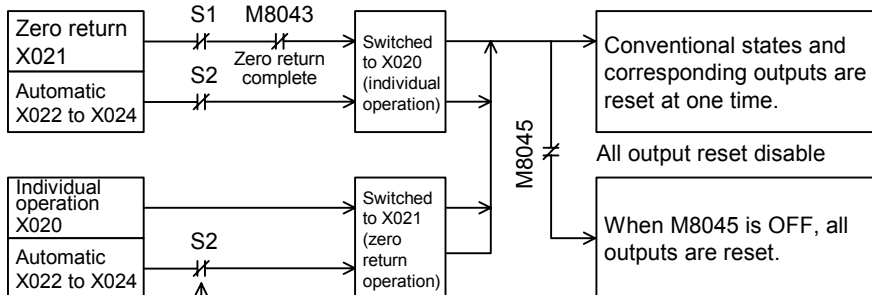 S1
M8043
Zero return
X021
Zero return
complete
Switched
to X020
(individual
operation)
Conventional states and
corresponding outputs are
reset at one time.
Automatic
X022 to X024
S2
M8045
All output reset disable
Individual
operation
X020
Switched
to X021
(zero
return
operation)
When M8045 is OFF, all
outputs are reset.
Automatic
X022 to X024
S2